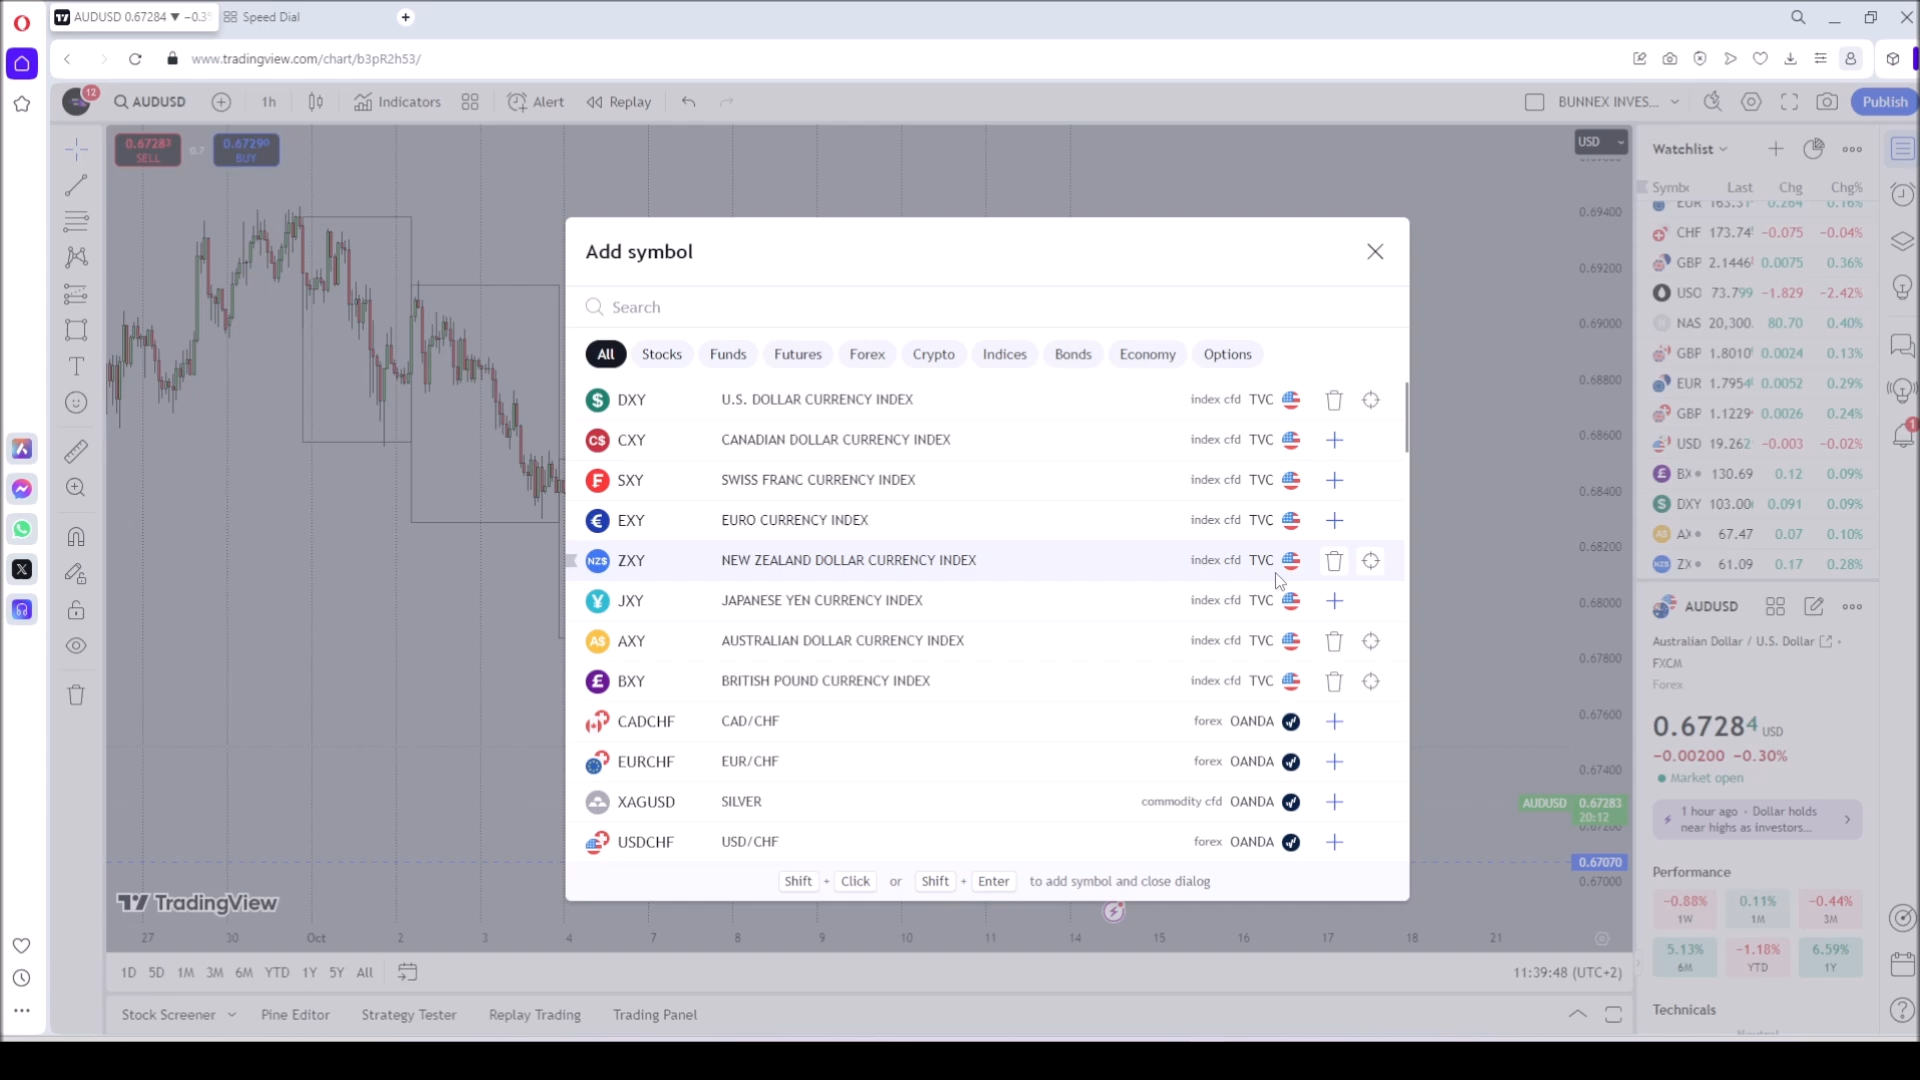 AUDUSD 0.67284 ▼ −0.3
Speed Dial
www.tradingview.com/chart/b3pR2h53/
12
AUDUSD
1h
Indicators
Alert
Replay
BUNNEX INVES...
Publish
0.67283
SELL
0.7
0.67290
BUY
USD
Watchlist
Last Chg Chg%
EUR 163.31 0.264 0.16%
CHF 173.74 −0.075 −0.04%
GBP 2.1446 0.0075 0.36%
USO 73.799 −1.829 −2.42%
NAS 20,300. 80.70 0.40%
GBP 1.8010 0.0024 0.13%
EUR 1.7954 0.0052 0.29%
GBP 1.1229 0.0026 0.24%
USD 19.262 −0.003 −0.02%
BX 130.69 0.12 0.09%
DXY 103.00 0.091 0.09%
AX 67.47 0.07 0.10%
ZX 61.09 0.17 0.28%
0.69400
0.69200
0.69000
0.68800
0.68600
0.68400
0.68200
0.68000
0.67800
0.67600
0.67400
AUDUSD 0.67283
20:12
0.67200
0.67070
0.67000
Add symbol
Search
All Stocks Funds Futures Forex Crypto Indices Bonds Economy Options
DXY U.S. DOLLAR CURRENCY INDEX index cfd TVC
CXY CANADIAN DOLLAR CURRENCY INDEX index cfd TVC
SXY SWISS FRANC CURRENCY INDEX index cfd TVC
EXY EURO CURRENCY INDEX index cfd TVC
ZXY NEW ZEALAND DOLLAR CURRENCY INDEX index cfd TVC
JXY JAPANESE YEN CURRENCY INDEX index cfd TVC
AXY AUSTRALIAN DOLLAR CURRENCY INDEX index cfd TVC
BXY BRITISH POUND CURRENCY INDEX index cfd TVC
CADCHF CAD/CHF forex OANDA
EURCHF EUR/CHF forex OANDA
XAGUSD SILVER commodity cfd OANDA
USDCHF USD/CHF forex OANDA
Shift + Click or Shift + Enter to add symbol and close dialog
AUDUSD
Australian Dollar / U.S. Dollar
FXCM
Forex
0.67284 USD
−0.00200 −0.30%
Market open
1 hour ago · Dollar holds
near highs as investors...
Performance
−0.88% 0.11% −0.44%
1W 1M 3M
5.13% −1.18% 6.59%
6M YTD 1Y
Technicals
TradingView
27 30 Oct 2 3 4 7 8 9 10 11 14 15 16 17 18 21
1D 5D 1M 3M 6M YTD 1Y 5Y All
11:39:48 (UTC+2)
Stock Screener Pine Editor Strategy Tester Replay Trading Trading Panel